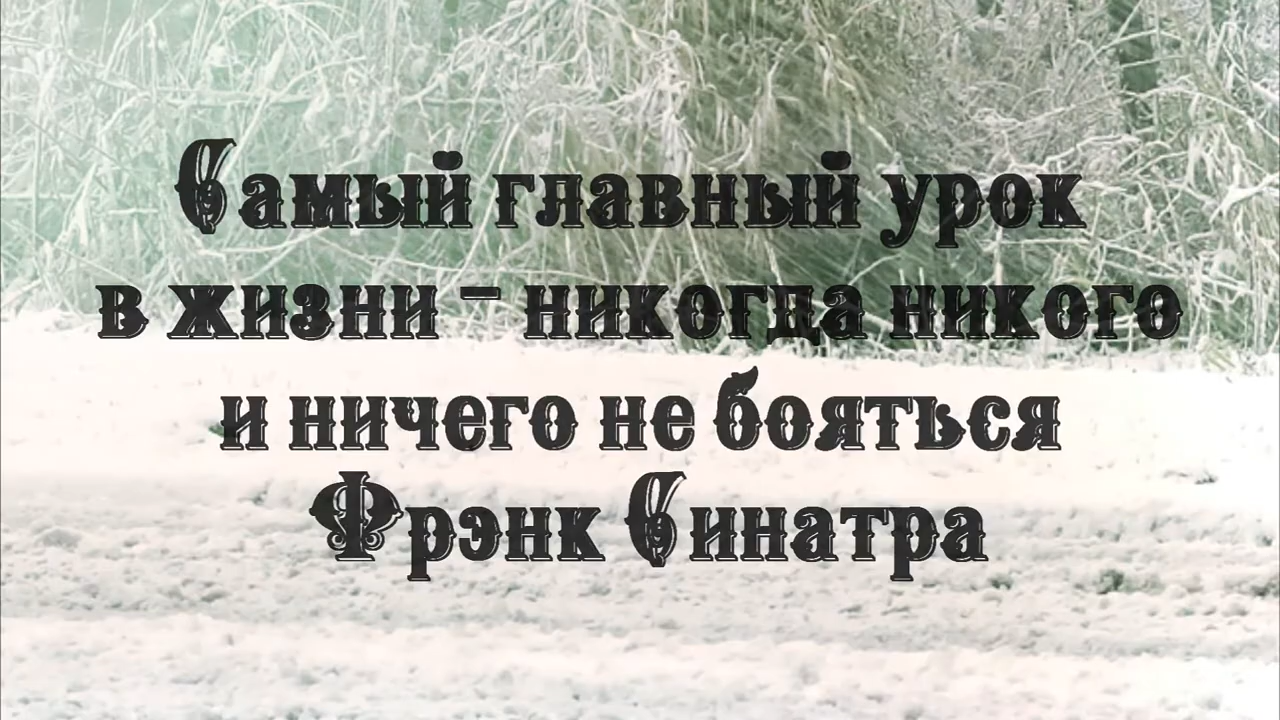 Самый главный урок
в жизни - никогда никого
и ничего не бояться
Фрэнк Синатра